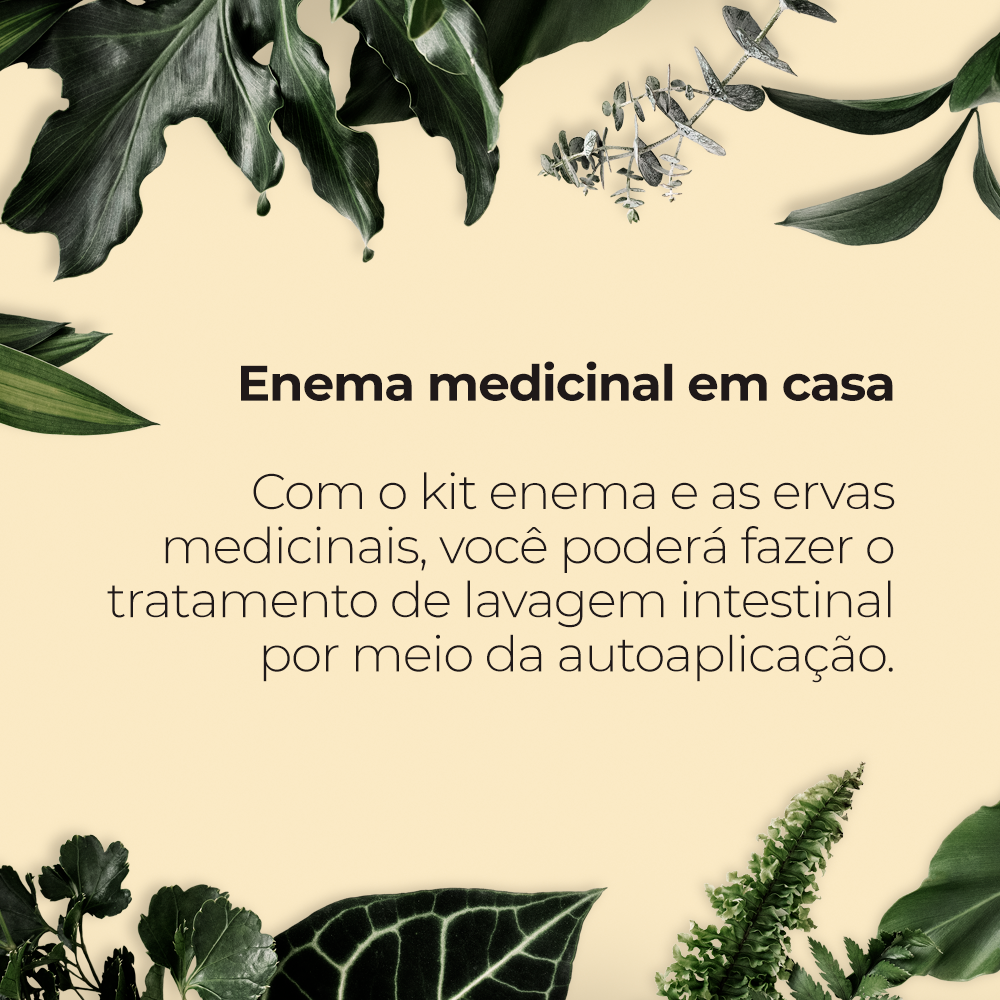 Enema medicinal em casa
Com o kit enema e as ervas
medicinais, você poderá fazer o
tratamento de lavagem intestinal
por meio da autoaplicação.